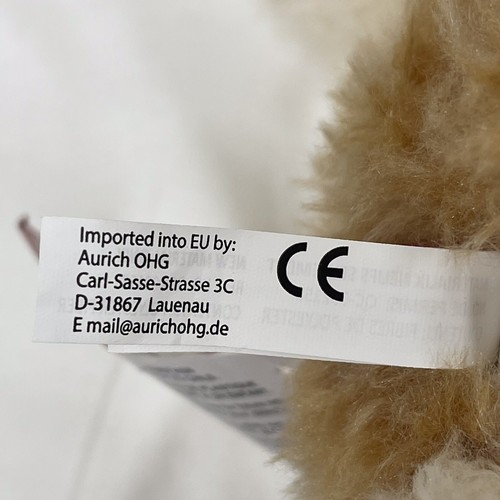 Imported into EU by:
Aurich OHG
Carl-Sasse-Strasse 3C
D-31867 Lauenau
E mail@aurichohg.de
CE